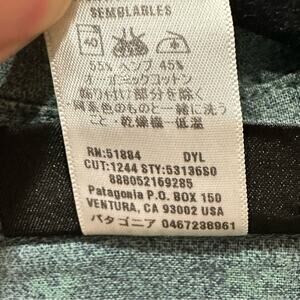 SEMBLABLES
40
55% ヘンプ 45%
オーガニックコットン
飾り付け部分を除く
同系色のものと一緒に洗う
こと・乾燥機・低温
RN:51884 DYL
CUT:1244 STY:53136S0
888052169285
Patagonia P.O. BOX 150
VENTURA, CA 93002 USA
パタゴニア 0467238961